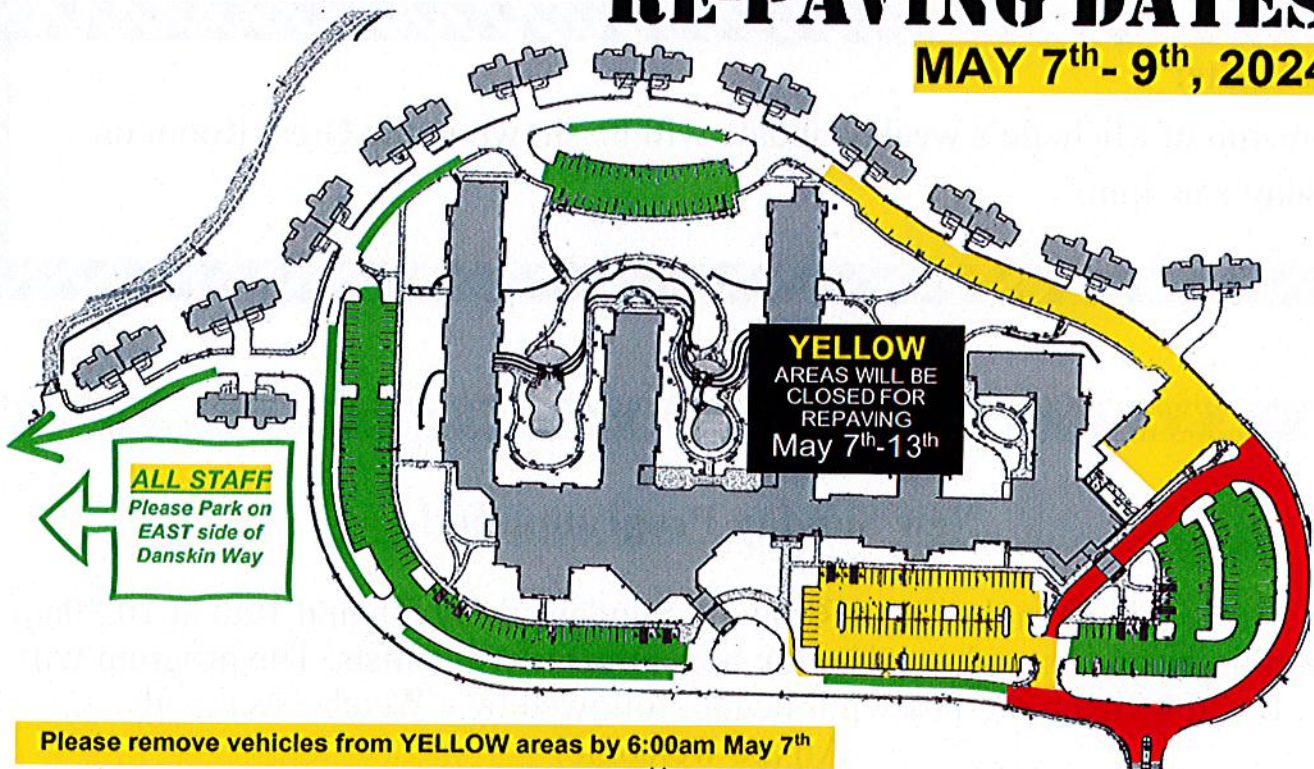 RE-PAVING DATES
MAY 7th- 9th, 2024
YELLOW
AREAS WILL BE
CLOSED FOR
REPAVING
May 7th-13th
ALL STAFF
Please Park on
EAST side of
Danskin Way
Please remove vehicles from YELLOW areas by 6:00am May 7th